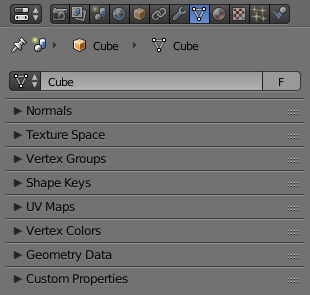 Cube Cube
Cube F
Normals
Texture Space
Vertex Groups
Shape Keys
UV Maps
Vertex Colors
Geometry Data
Custom Properties